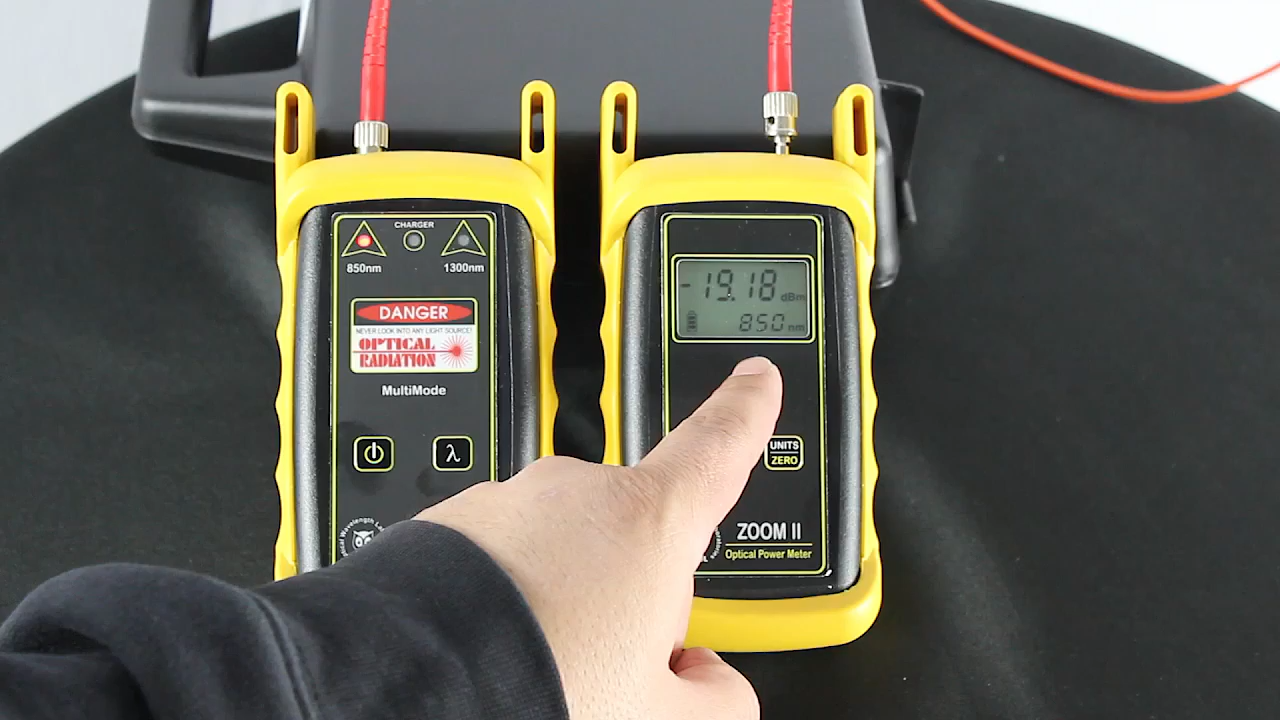 CHARGER
850nm
1300nm
DANGER
NEVER LOOK INTO ANY LIGHT SOURCE!
OPTICAL
RADIATION
MultiMode
λ
-19.18 dBm
850 nm
UNITS
ZERO
ZOOM II
Optical Power Meter